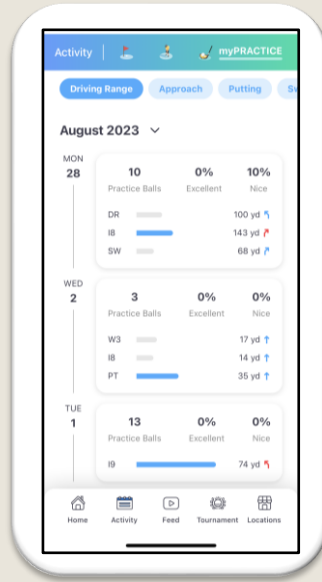 Activity myPRACTICE
Driving Range Approach Putting
August 2023
MON
28
10 0% 10%
Practice Balls Excellent Nice
DR 100 yd
I8 143 yd
SW 68 yd
WED
2
3 0% 0%
Practice Balls Excellent Nice
W3 17 yd
I8 14 yd
PT 35 yd
TUE
1
13 0% 0%
Practice Balls Excellent Nice
I9 74 yd
Home Activity Feed Tournament Locations